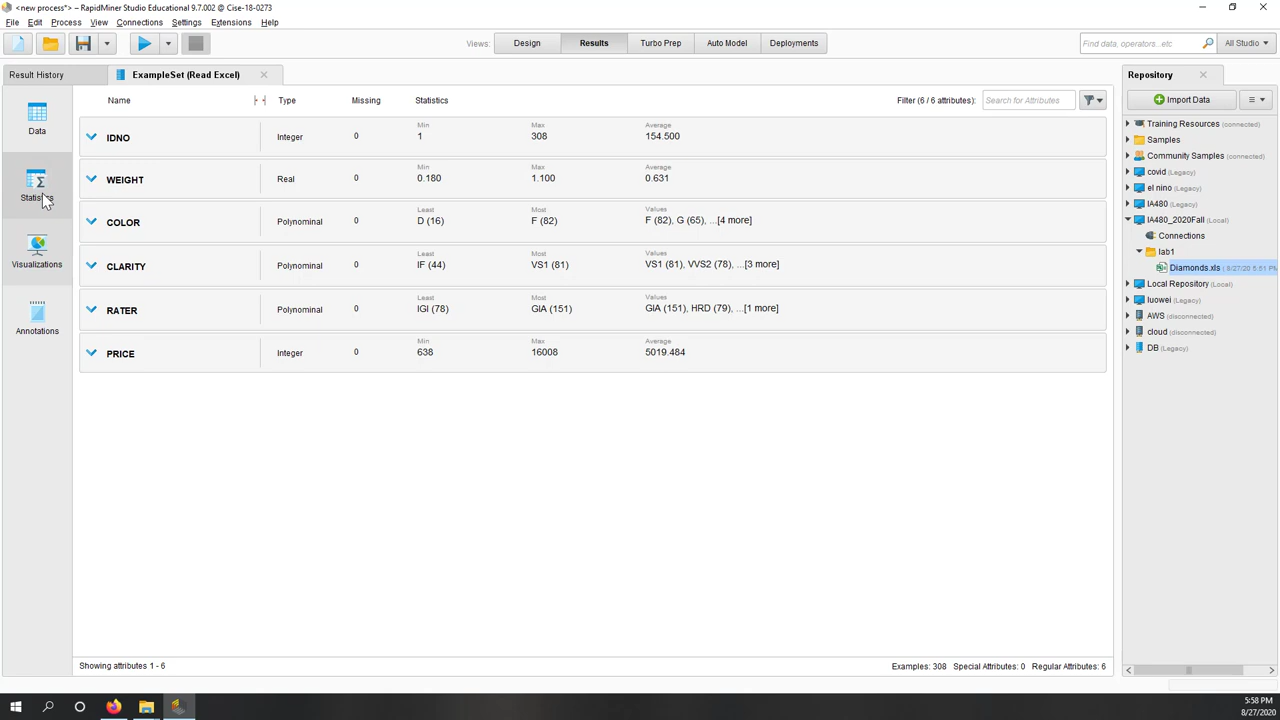 <new process*> – RapidMiner Studio Educational 9.7.002 @ Cise-18-0273
File Edit Process View Connections Settings Extensions Help
Views: Design Results Turbo Prep Auto Model Deployments Find data, operators...etc All Studio
Result History ExampleSet (Read Excel) Repository
Name Type Missing Statistics Filter (6 / 6 attributes): Search for Attributes Import Data
Data
Statistics
Visualizations
Annotations
Min Max Average
IDNO Integer 0 1 308 154.500
Min Max Average
WEIGHT Real 0 0.180 1.100 0.631
Least Most Values
COLOR Polynominal 0 D (16) F (82) F (82), G (65), ...[4 more]
Least Most Values
CLARITY Polynominal 0 IF (44) VS1 (81) VS1 (81), VVS2 (78), ...[3 more]
Least Most Values
RATER Polynominal 0 IGI (78) GIA (151) GIA (151), HRD (79), ...[1 more]
Min Max Average
PRICE Integer 0 638 16008 5019.484
Training Resources (connected)
Samples
Community Samples (connected)
covid (Legacy)
el nino (Legacy)
IA480 (Legacy)
IA480_2020Fall (Local)
Connections
lab1
Diamonds.xls (8/27/20 5:51 PM
Local Repository (Local)
luowei (Legacy)
AWS (disconnected)
cloud (disconnected)
DB (Legacy)
Showing attributes 1 - 6 Examples: 308 Special Attributes: 0 Regular Attributes: 6
5:58 PM
8/27/2020